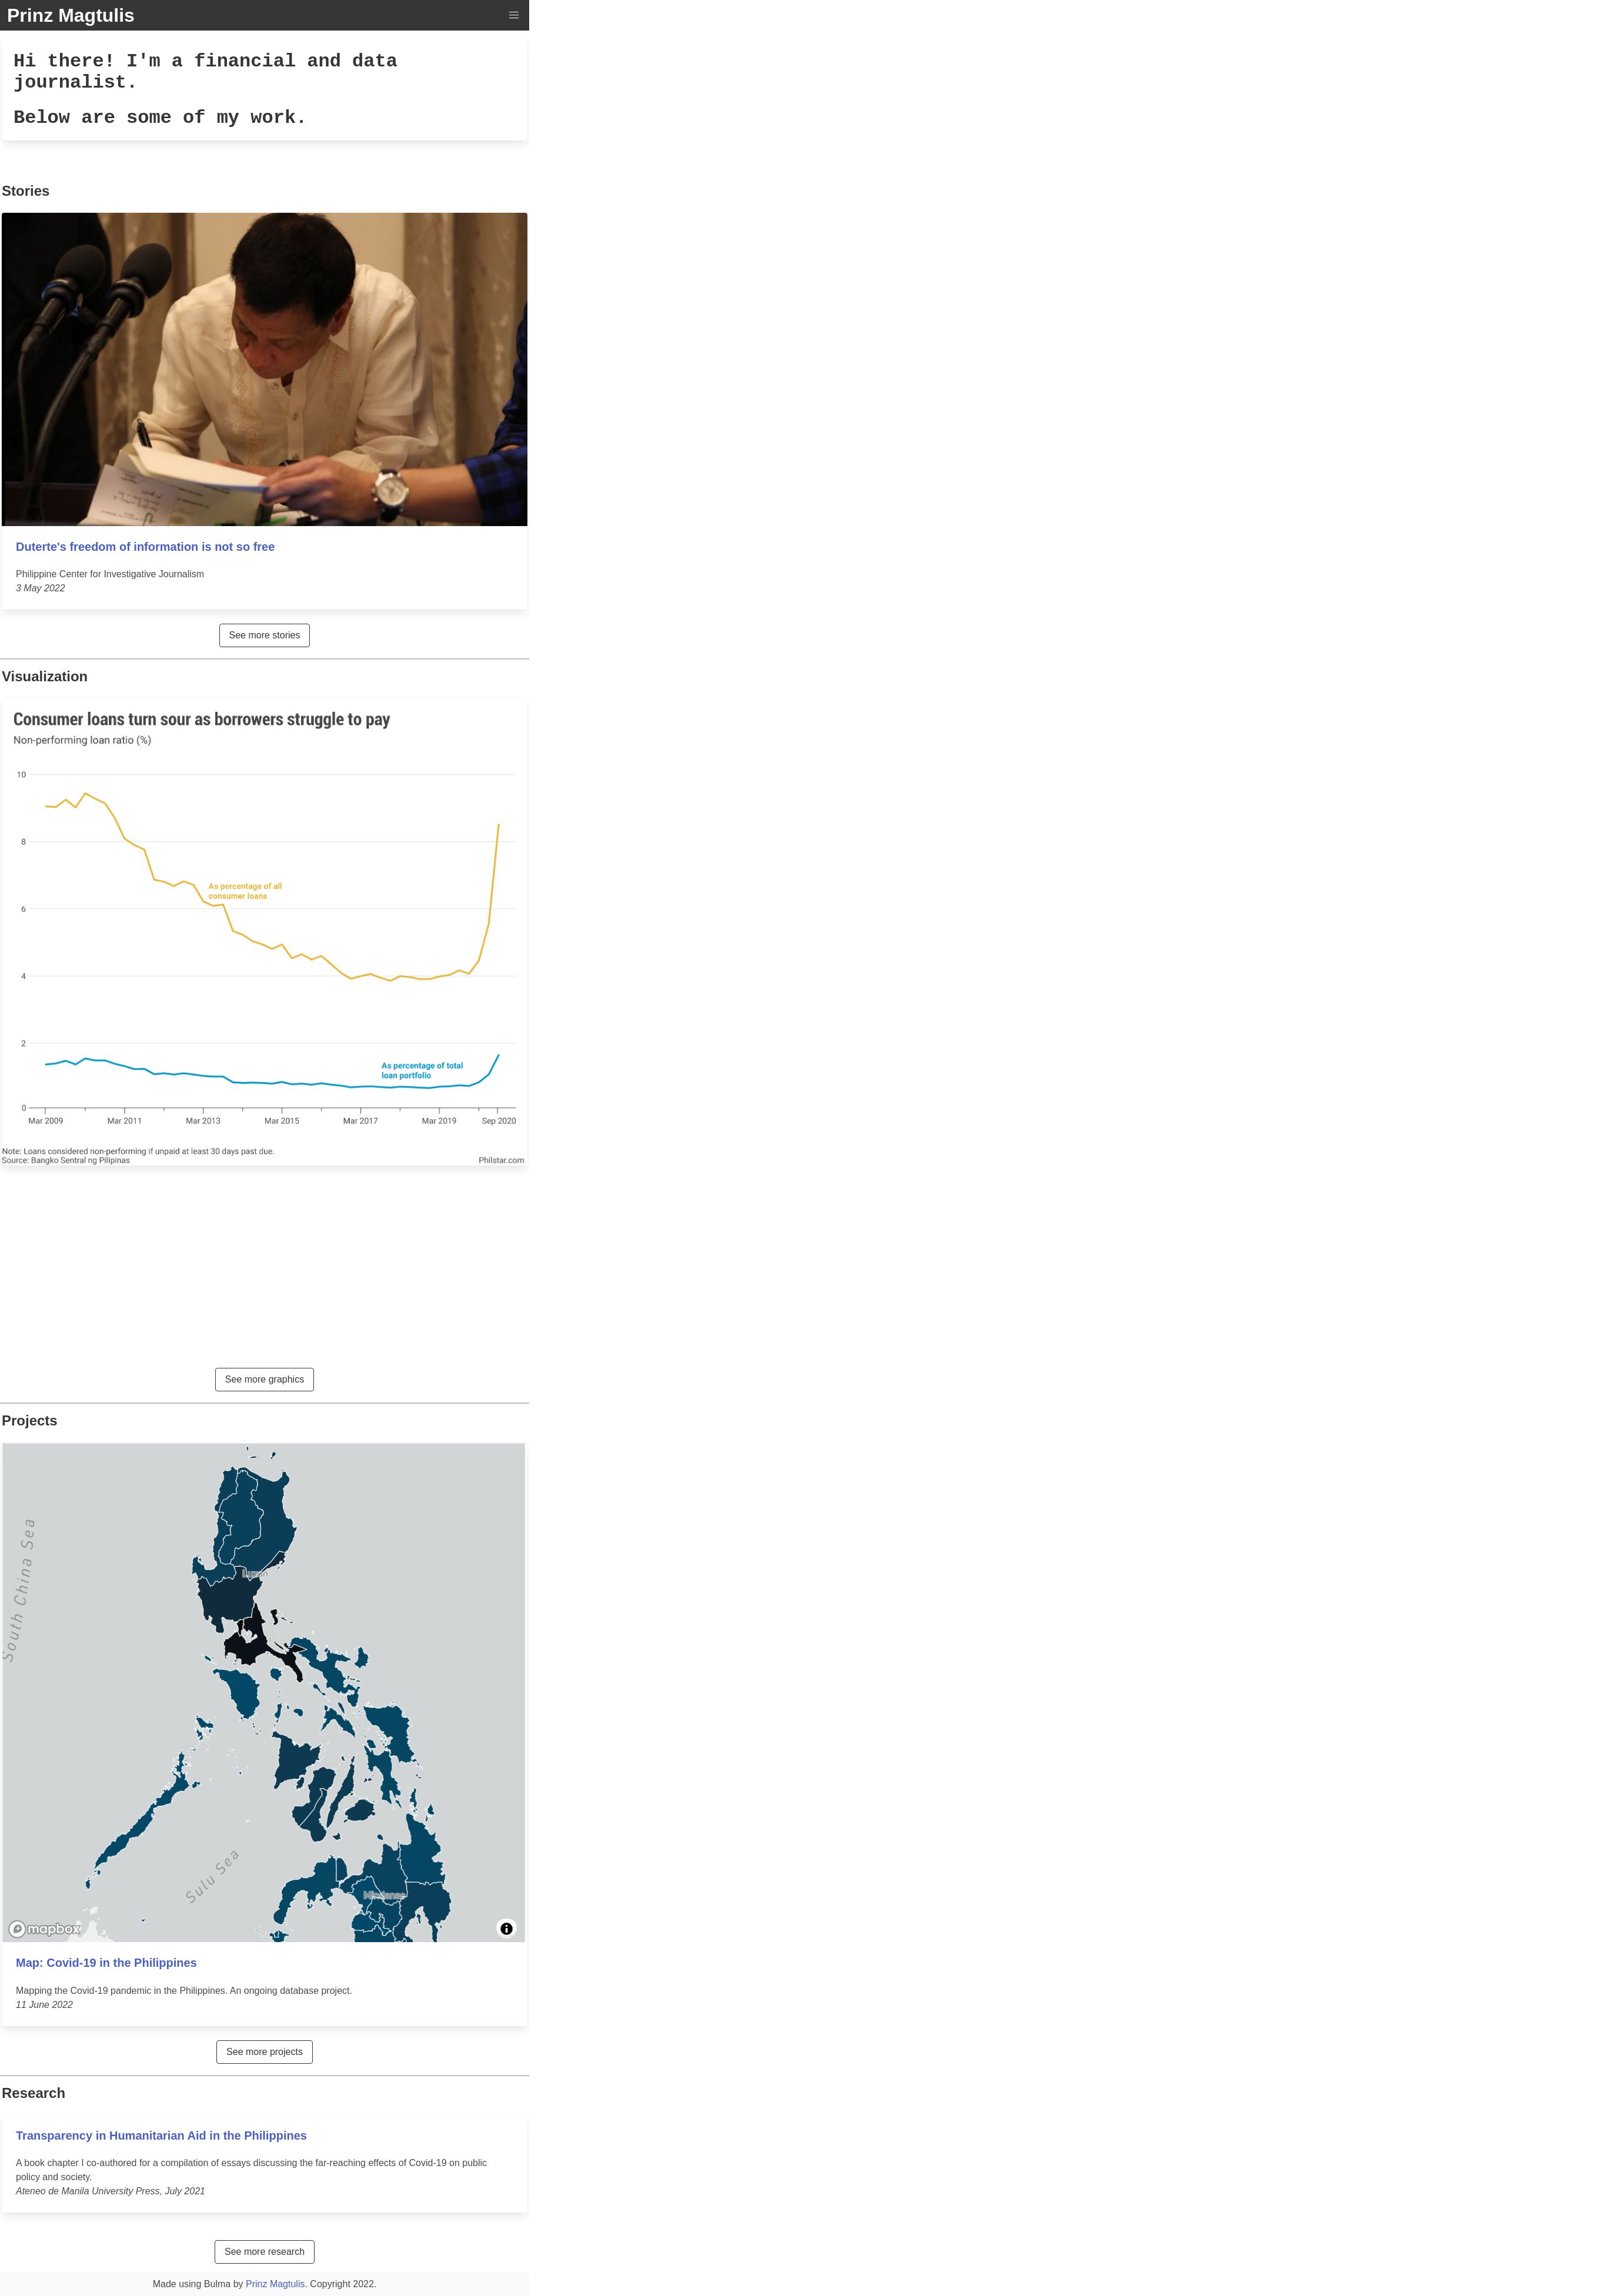 Prinz Magtulis
Hi there! I'm a financial and data
journalist.
Below are some of my work.
Stories
Duterte's freedom of information is not so free
Philippine Center for Investigative Journalism
3 May 2022
See more stories
Visualization
Consumer loans turn sour as borrowers struggle to pay
Non-performing loan ratio (%)
10
8
As percentage of all
consumer loans
6
4
2
As percentage of total
loan portfolio
0
Mar 2009 Mar 2011 Mar 2013 Mar 2015 Mar 2017 Mar 2019 Sep 2020
Note: Loans considered non-performing if unpaid at least 30 days past due.
Source: Bangko Sentral ng Pilipinas Philstar.com
See more graphics
Projects
South China Sea
Luzon
Sulu Sea
Mindanao
mapbox
Map: Covid-19 in the Philippines
Mapping the Covid-19 pandemic in the Philippines. An ongoing database project.
11 June 2022
See more projects
Research
Transparency in Humanitarian Aid in the Philippines
A book chapter I co-authored for a compilation of essays discussing the far-reaching effects of Covid-19 on public
policy and society.
Ateneo de Manila University Press, July 2021
See more research
Made using Bulma by Prinz Magtulis. Copyright 2022.